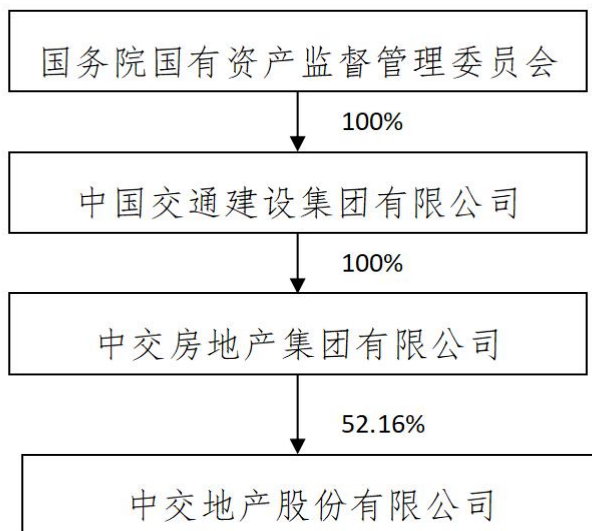 国务院国有资产监督管理委员会
100%
中国交通建设集团有限公司
100%
中交房地产集团有限公司
52.16%
中交地产股份有限公司